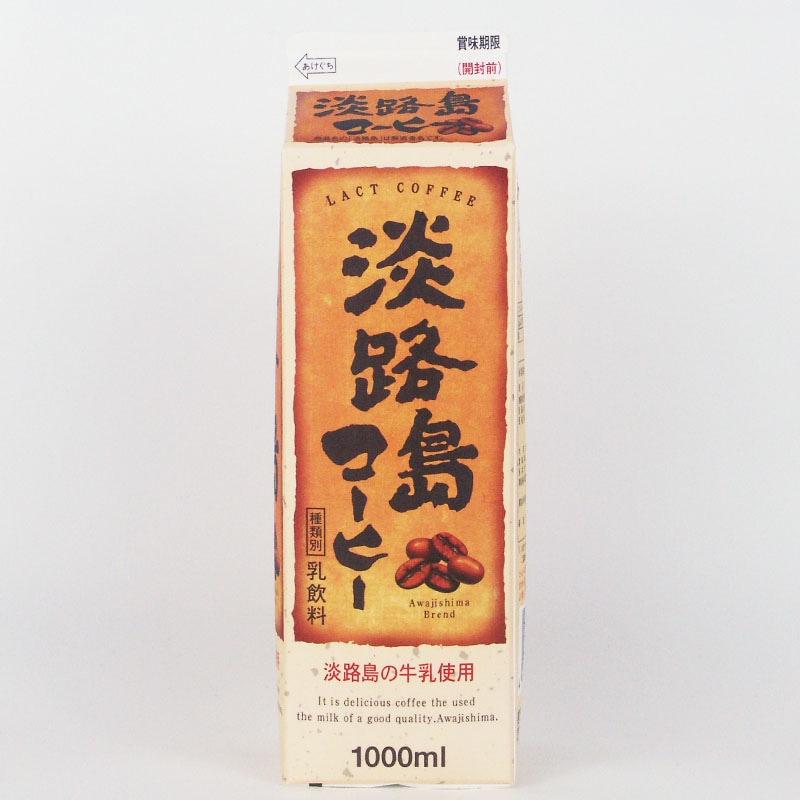 賞味期限
あけぐち
(開封前)
淡路島
コーヒー
LACT COFFEE
淡路島
コーヒー
種類別
乳飲料
Awajishima
Brend
淡路島の牛乳使用
It is delicious coffee the used
the milk of a good quality,Awajishima.
1000ml